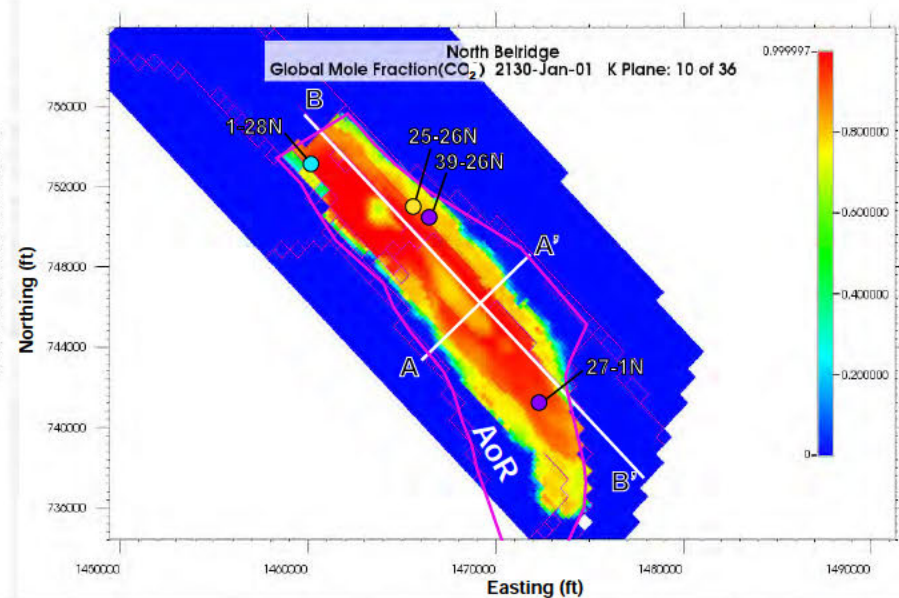 North Belridge
Global Mole Fraction(CO2) 2130-Jan-01 K Plane: 10 of 36
0.999997
0.800000
0.600000
0.400000
0.200000
0
756000
752000
748000
744000
740000
736000
Northing (ft)
B
1-28N
25-26N
39-26N
A'
A
27-1N
AoR
B'
1450000
1460000
1470000
1480000
1490000
Easting (ft)